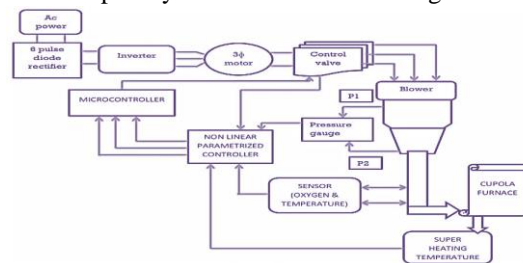 Ac
power
6 pulse
diode
rectifier
Inverter
3ϕ
motor
Control
valve
Blower
MICROCONTROLLER
P1
NON LINEAR
PARAMETRIZED
CONTROLLER
Pressure
gauge
P2
SENSOR
(OXYGEN &
TEMPERATURE)
CUPOLA
FURNACE
SUPER
HEATING
TEMPERATURE